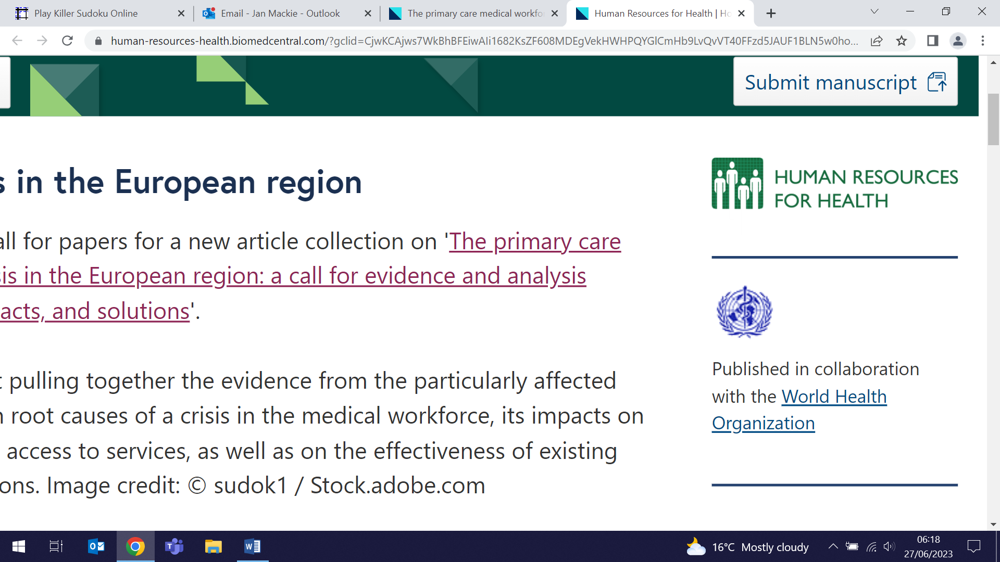 Play Killer Sudoku Online
Email - Jan Mackie - Outlook
The primary care medical workfo
Human Resources for Health | Ho
human-resources-health.biomedcentral.com/?gclid=CjwKCAjws7WkBhBFEiwAIi1682KsZF608MDEgVekHWHPQYGlCmHb9LvQvVT40FFzd5JAUF1BLN5w0ho...
Submit manuscript
s in the European region
all for papers for a new article collection on 'The primary care
sis in the European region: a call for evidence and analysis
acts, and solutions'.
t pulling together the evidence from the particularly affected
n root causes of a crisis in the medical workforce, its impacts on
access to services, as well as on the effectiveness of existing
ons. Image credit: © sudok1 / Stock.adobe.com
HUMAN RESOURCES
FOR HEALTH
Published in collaboration
with the World Health
Organization
16°C Mostly cloudy
06:18
27/06/2023